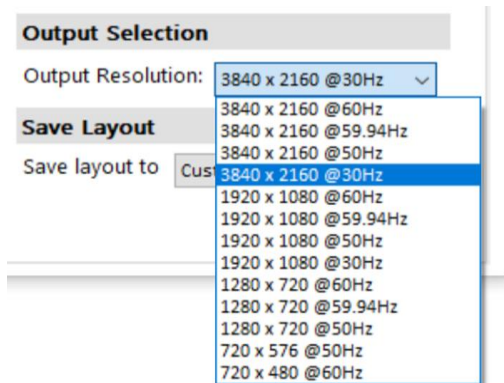 Output Selection
Output Resolution: 3840 x 2160 @30Hz
3840 x 2160 @60Hz
3840 x 2160 @59.94Hz
3840 x 2160 @50Hz
3840 x 2160 @30Hz
1920 x 1080 @60Hz
1920 x 1080 @59.94Hz
1920 x 1080 @50Hz
1920 x 1080 @30Hz
1280 x 720 @60Hz
1280 x 720 @59.94Hz
1280 x 720 @50Hz
720 x 576 @50Hz
720 x 480 @60Hz
Save Layout
Save layout to Cus